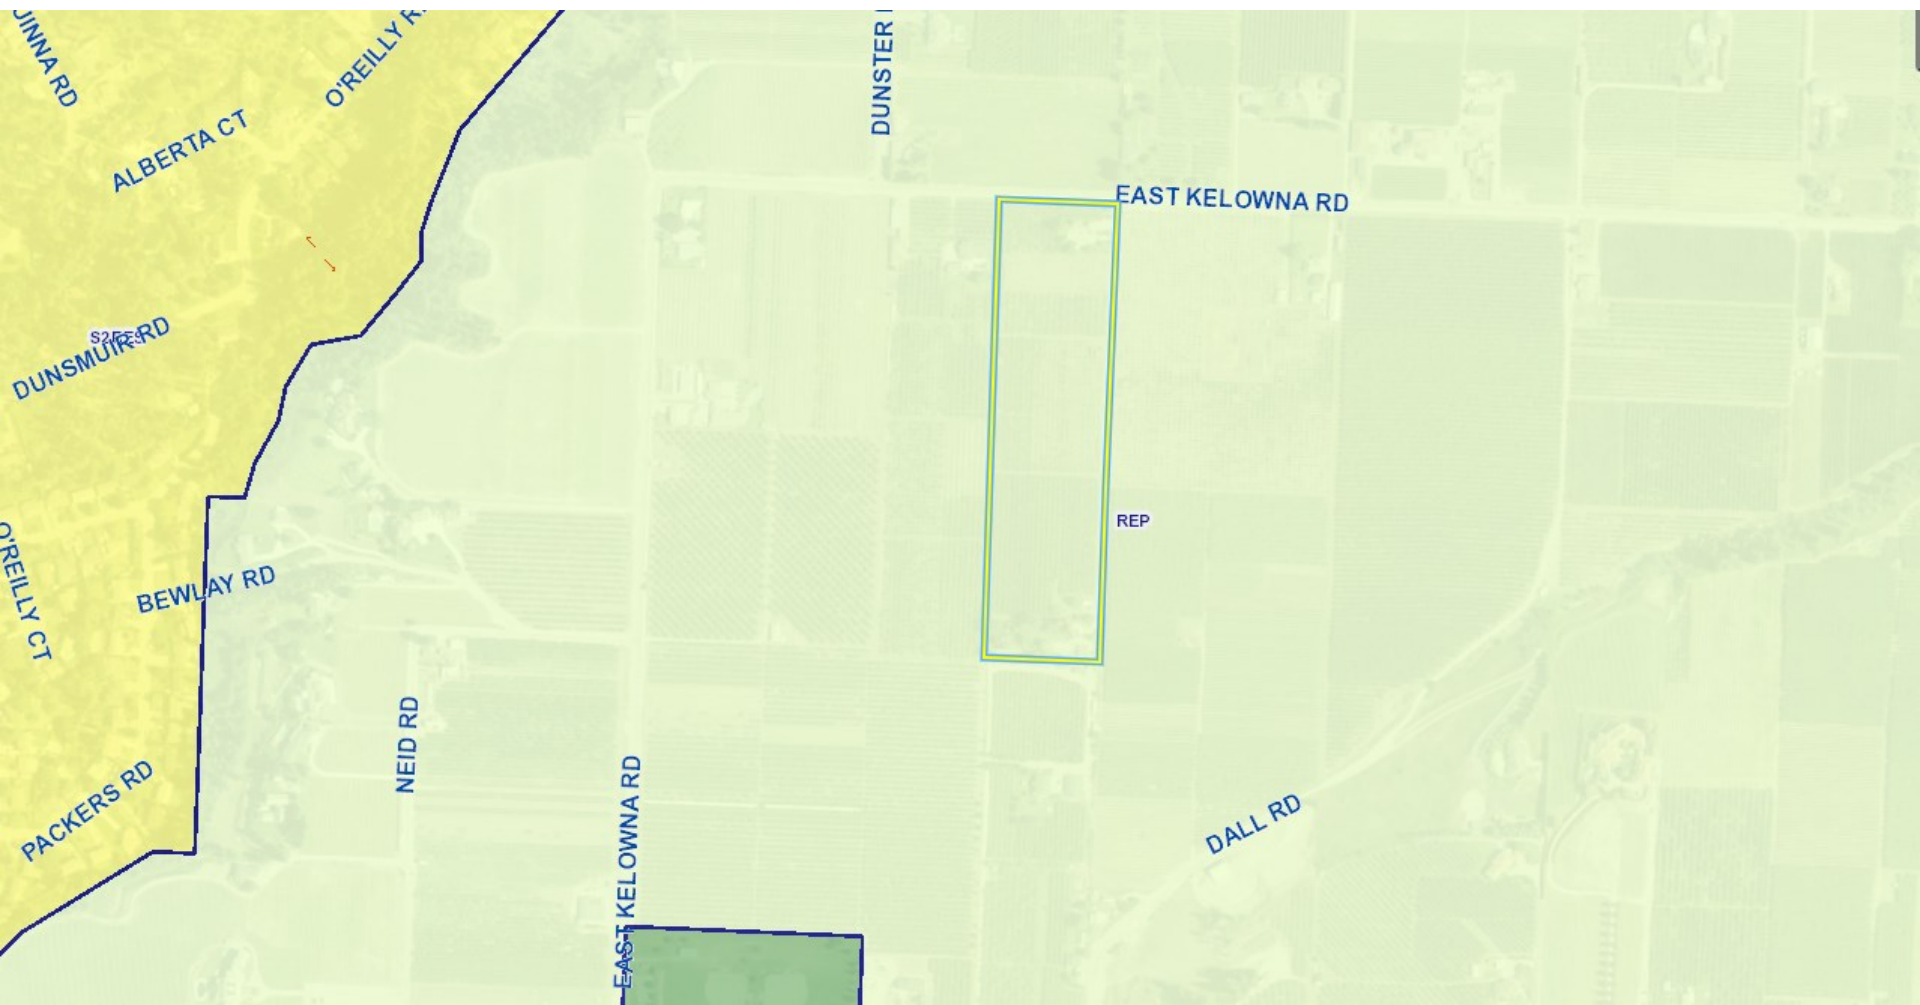 O'REILLY
DUNSTER
ALBERTA CT
EAST KELOWNA RD
DUNSMUIR RD
REP
O'REILLY CT
BEWLAY RD
NEID RD
PACKERS RD
EAST KELOWNA RD
DALL RD